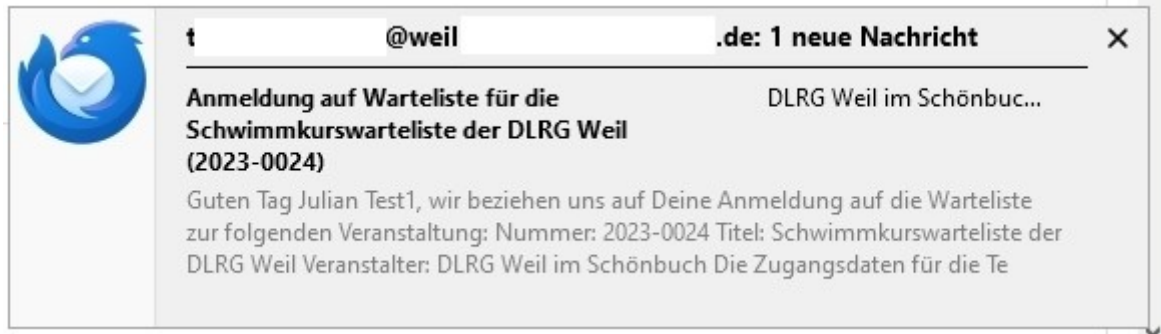 t @weil .de: 1 neue Nachricht
Anmeldung auf Warteliste für die DLRG Weil im Schönbuc...
Schwimmkurswarteliste der DLRG Weil
(2023-0024)
Guten Tag Julian Test1, wir beziehen uns auf Deine Anmeldung auf die Warteliste
zur folgenden Veranstaltung: Nummer: 2023-0024 Titel: Schwimmkurswarteliste der
DLRG Weil Veranstalter: DLRG Weil im Schönbuch Die Zugangsdaten für die Te